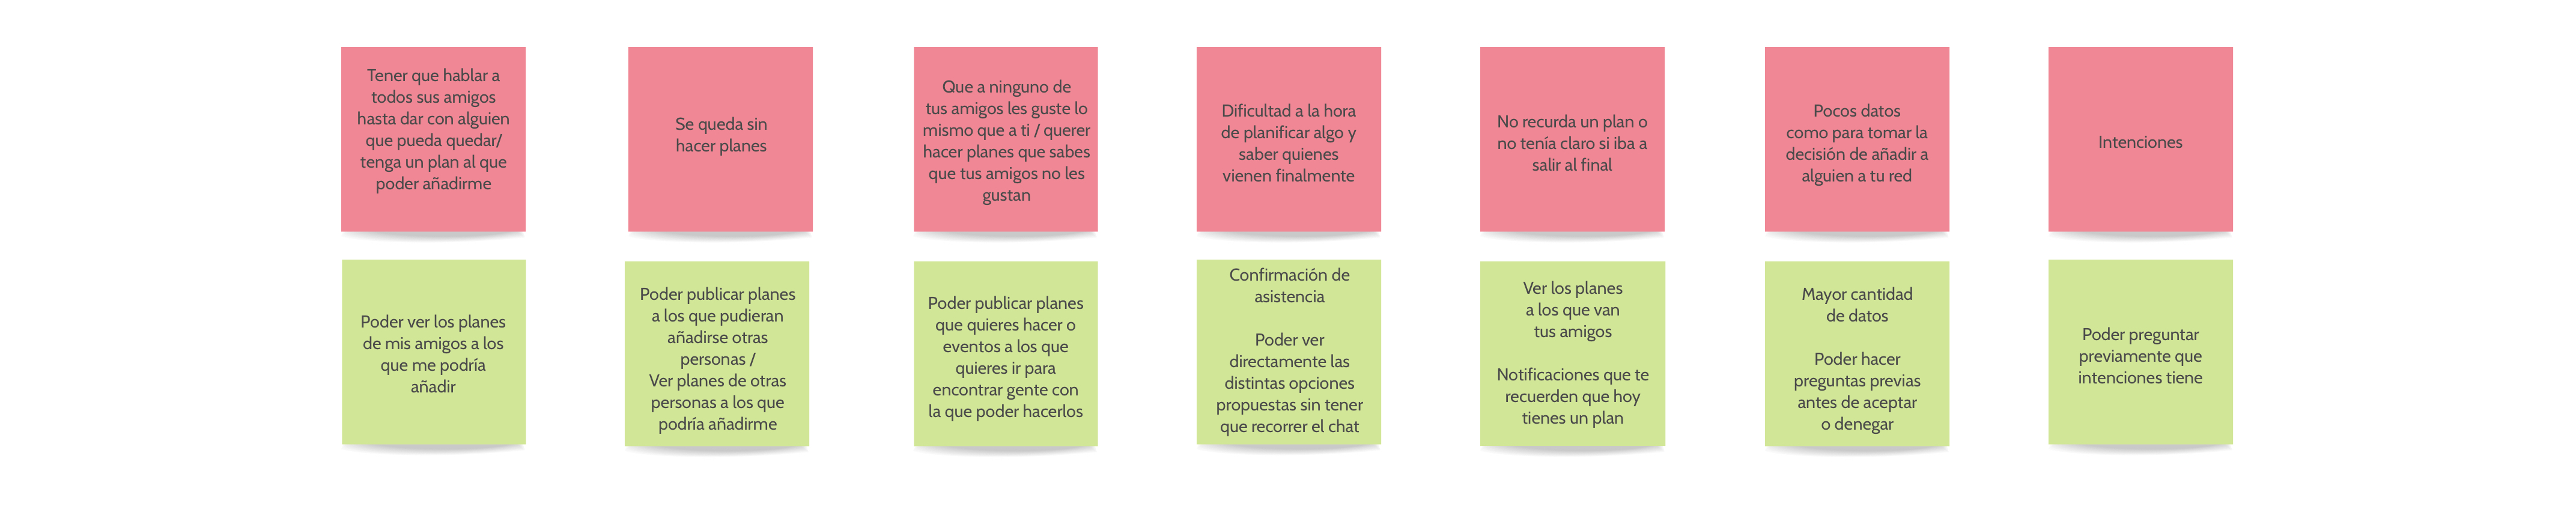 Tener que hablar a
todos sus amigos
hasta dar con alguien
que pueda quedar/
tenga un plan al que
poder añadirme
Se queda sin
hacer planes
Que a ninguno de
tus amigos les guste lo
mismo que a ti / querer
hacer planes que sabes
que tus amigos no les
gustan
Dificultad a la hora
de planificar algo y
saber quienes
vienen finalmente
No recurda un plan o
no tenía claro si iba a
salir al final
Pocos datos
como para tomar la
decisión de añadir a
alguien a tu red
Intenciones
Poder ver los planes
de mis amigos a los
que me podría
añadir
Poder publicar planes
a los que pudieran
añadirse otras
personas /
Ver planes de otras
personas a los que
podría añadirme
Poder publicar planes
que quieres hacer o
eventos a los que
quieres ir para
encontrar gente con
la que poder hacerlos
Confirmación de
asistencia
Poder ver
directamente las
distintas opciones
propuestas sin tener
que recorrer el chat
Ver los planes
a los que van
tus amigos
Notificaciones que te
recuerden que hoy
tienes un plan
Mayor cantidad
de datos
Poder hacer
preguntas previas
antes de aceptar
o denegar
Poder preguntar
previamente que
intenciones tiene